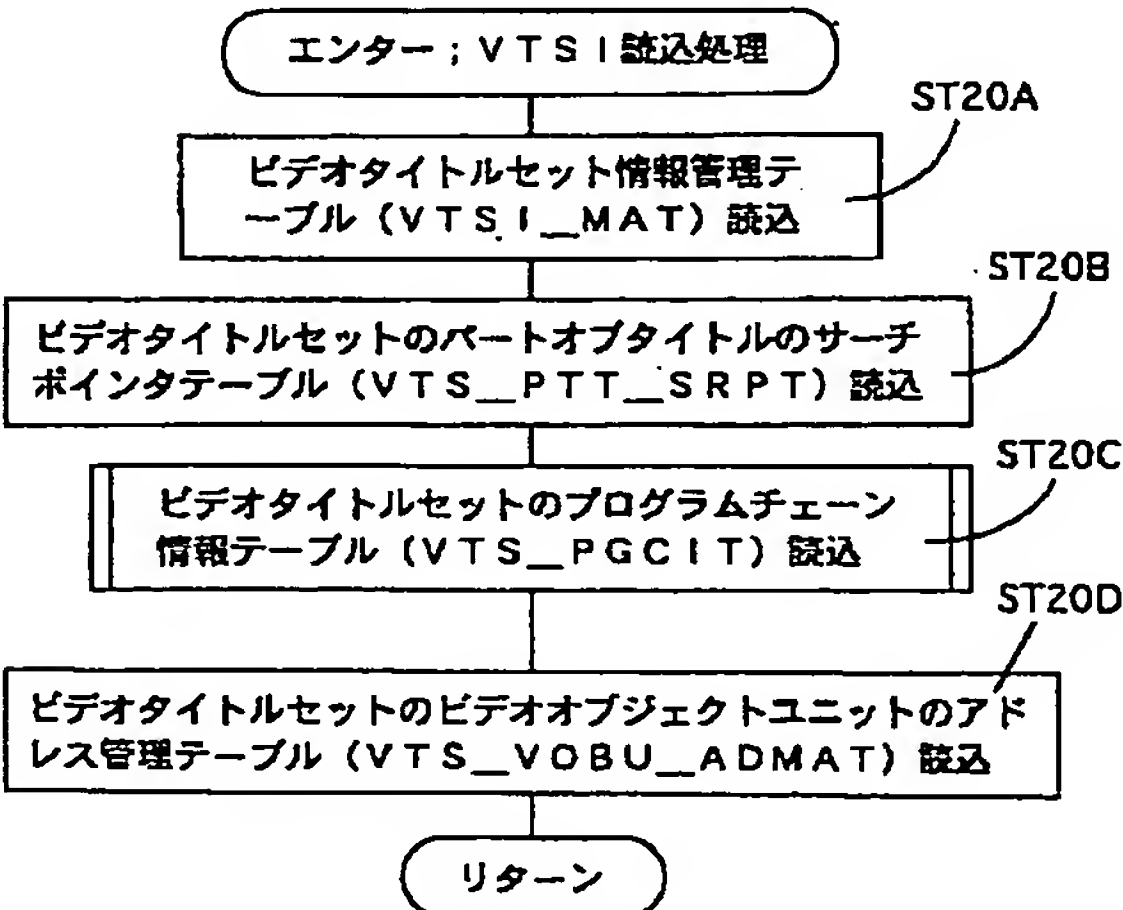 エンター；ＶＴＳＩ読込処理
ST20A
ビデオタイトルセット情報管理テ
ーブル（ＶＴＳＩ＿ＭＡＴ）読込
ST20B
ビデオタイトルセットのパートオブタイトルのサーチ
ポインタテーブル（ＶＴＳ＿ＰＴＴ＿ＳＲＰＴ）読込
ST20C
ビデオタイトルセットのプログラムチェーン
情報テーブル（ＶＴＳ＿ＰＧＣＩＴ）読込
ST20D
ビデオタイトルセットのビデオオブジェクトユニットのアド
レス管理テーブル（ＶＴＳ＿ＶＯＢＵ＿ＡＤＭＡＴ）読込
リターン